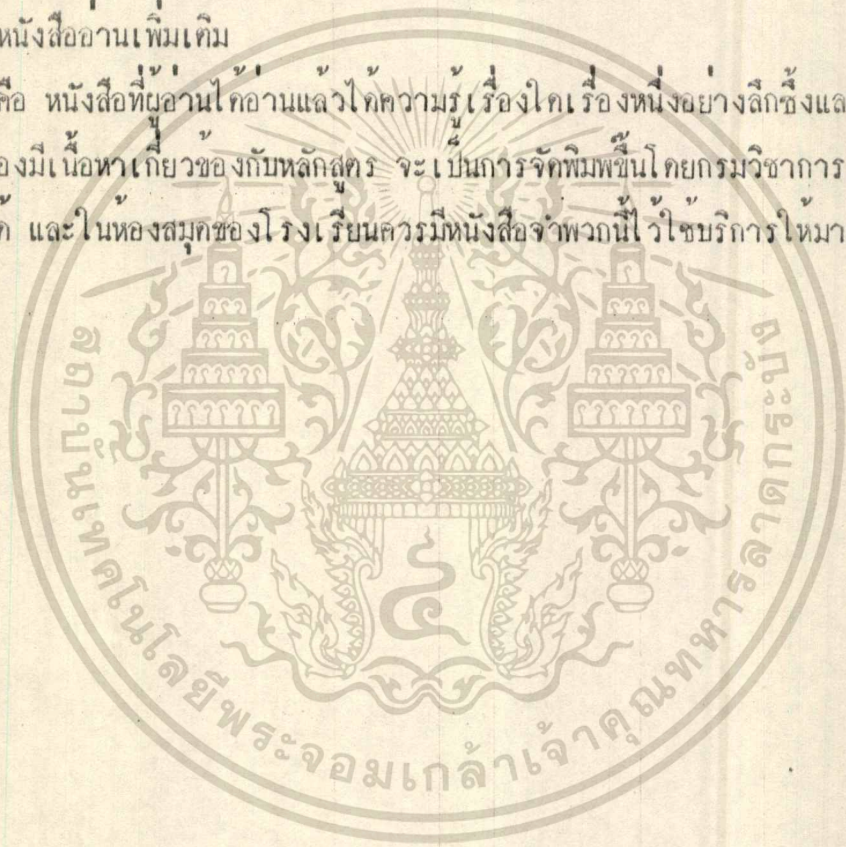 หนังสืออ่านเพิ่มเติม
คือ หนังสือที่ผู้อ่านได้อ่านแล้วได้ความรู้เรื่องใดเรื่องหนึ่งอย่างลึกซึ้งแล
องมีเนื้อหาเกี่ยวข้องกับหลักสูตร จะเป็นการจัดพิมพ์ขึ้นโดยกรมวิชาการ
ด้ และในห้องสมุดของโรงเรียนควรมีหนังสือจำพวกนี้ไว้ใช้บริการให้มา
สถาบันเทคโนโลยีพระจอมเกล้าเจ้าคุณทหารลาดกระบัง
๔